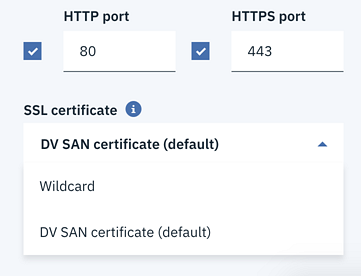 HTTP port
HTTPS port
80
443
SSL certificate
DV SAN certificate (default)
Wildcard
DV SAN certificate (default)